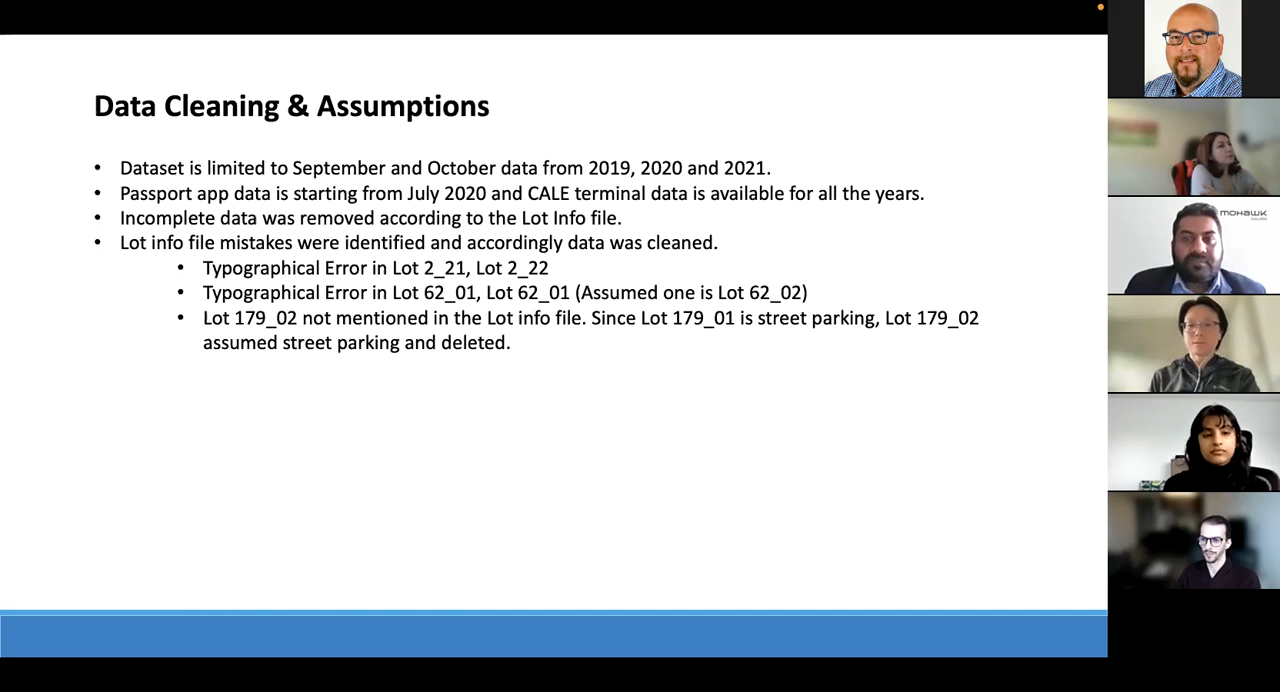 Data Cleaning & Assumptions
• Dataset is limited to September and October data from 2019, 2020 and 2021.
• Passport app data is starting from July 2020 and CALE terminal data is available for all the years.
• Incomplete data was removed according to the Lot Info file.
• Lot info file mistakes were identified and accordingly data was cleaned.
• Typographical Error in Lot 2_21, Lot 2_22
• Typographical Error in Lot 62_01, Lot 62_01 (Assumed one is Lot 62_02)
• Lot 179_02 not mentioned in the Lot info file. Since Lot 179_01 is street parking, Lot 179_02
assumed street parking and deleted.
mohawk
COLLEGE